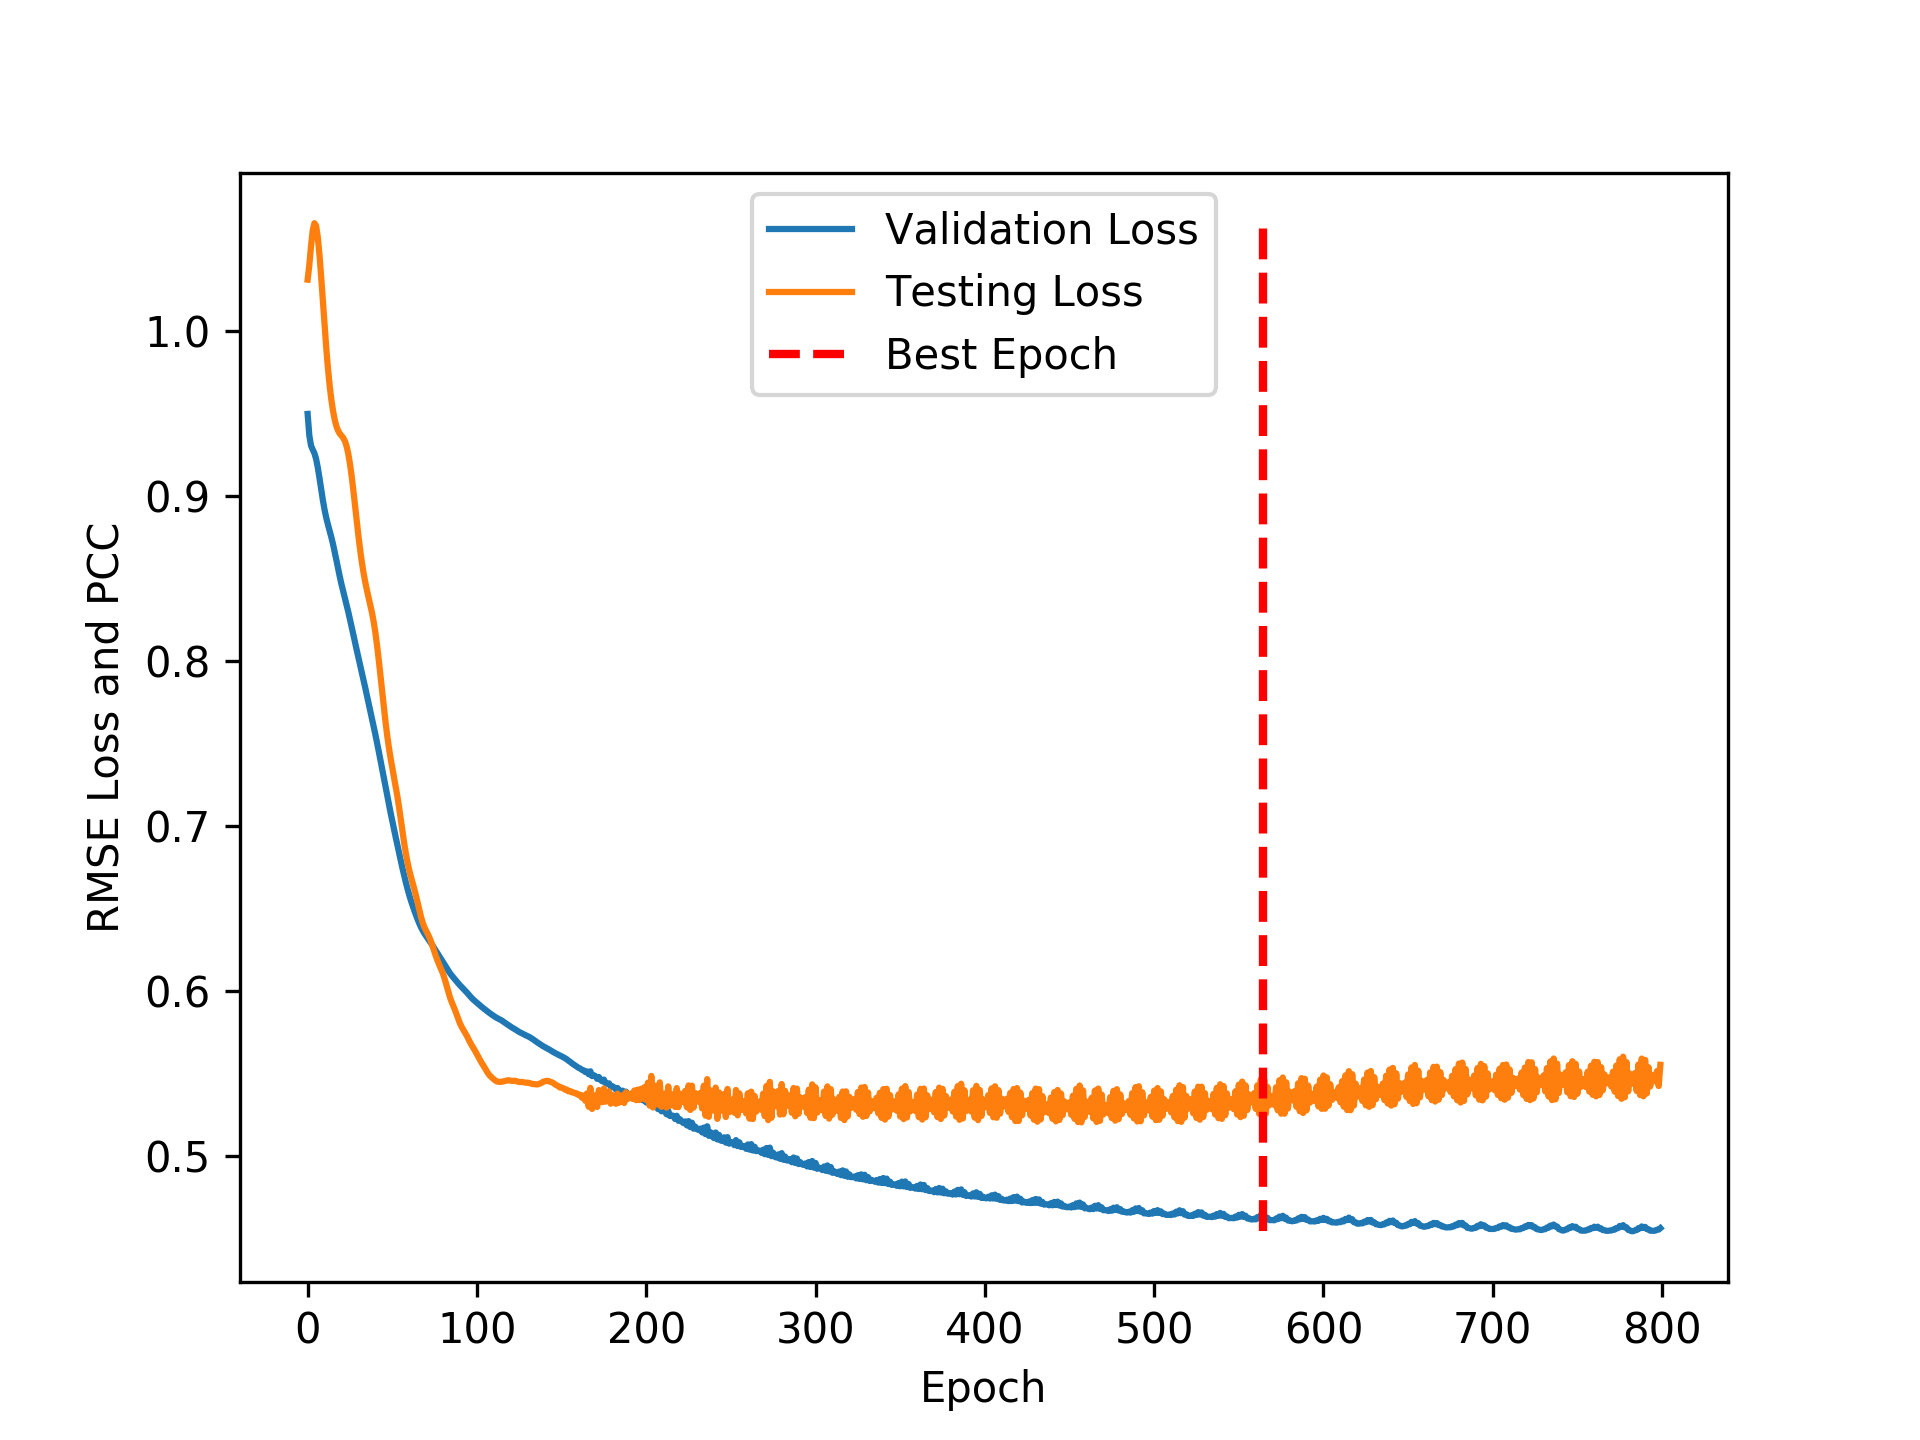 Validation Loss
Testing Loss
Best Epoch
RMSE Loss and PCC
1.0
0.9
0.8
0.7
0.6
0.5
0 100 200 300 400 500 600 700 800
Epoch